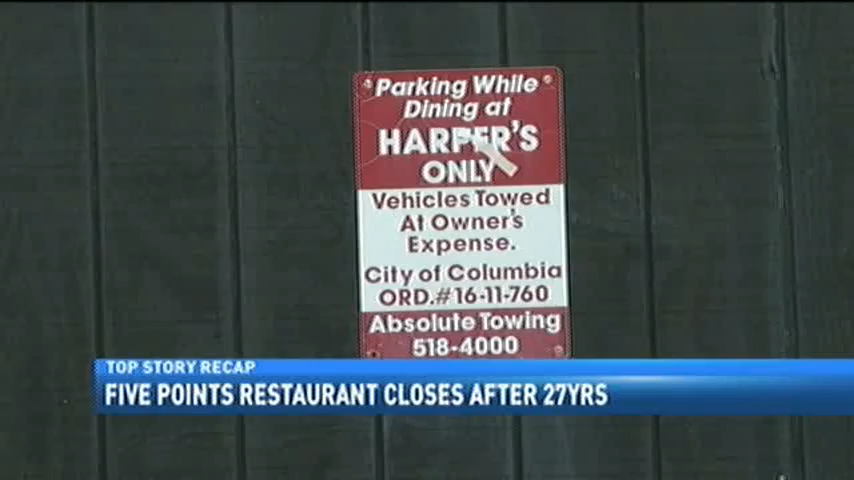 Parking While
Dining at
HARPER'S
ONLY
Vehicles Towed
At Owner's
Expense.
City of Columbia
ORD.#16-11-760
Absolute Towing
518-4000
TOP STORY RECAP
FIVE POINTS RESTAURANT CLOSES AFTER 27YRS